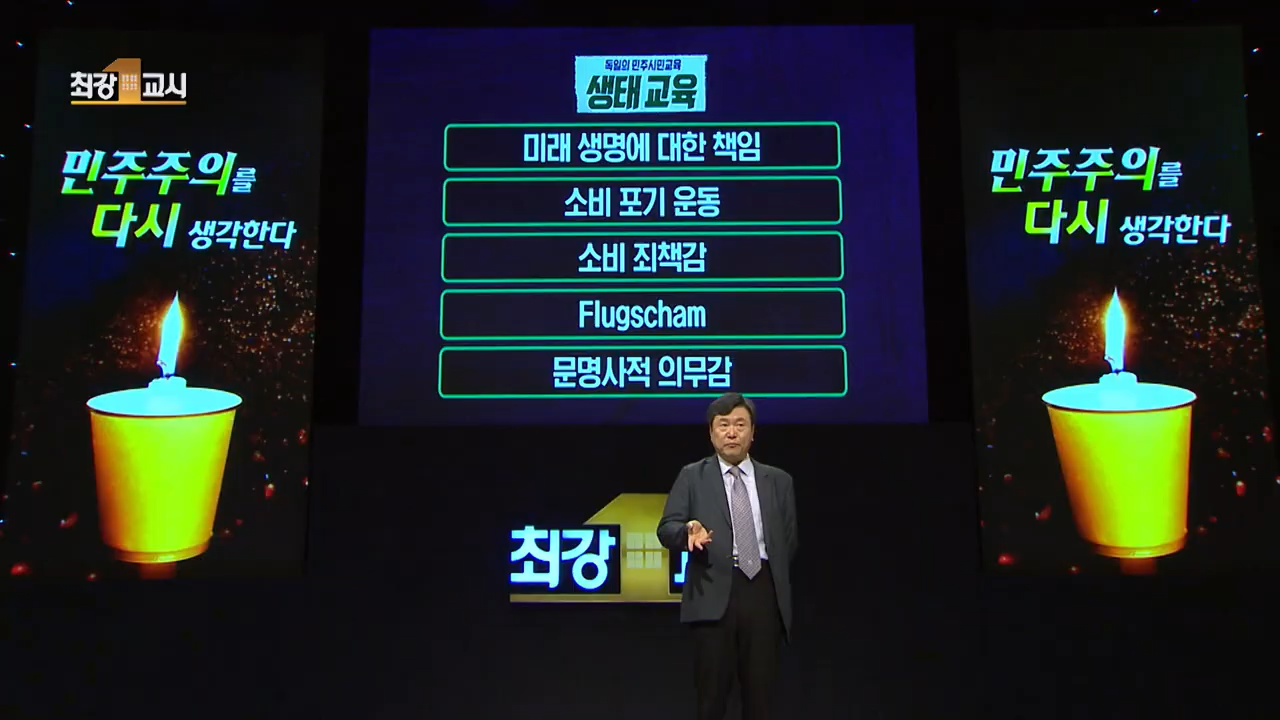 최강1교시
민주주의를
다시 생각한다
독일의 민주시민교육
생태 교육
미래 생명에 대한 책임
소비 포기 운동
소비 죄책감
Flugscham
문명사적 의무감
민주주의를
다시 생각한다
최강1